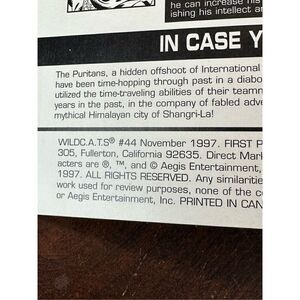 he can increase his
ishing his intellect a
IN CASE Y
The Puritans, a hidden offshoot of International
have been time-hopping through past in a diabo
utilized the time-traveling abilities of their teamm
years in the past, in the company of fabled adve
mythical Himalayan city of Shangri-La!
WILDC.A.T.S® #44 November 1997. FIRST P
305, Fullerton, California 92635. Direct Mark
acters are ®, ™, and © Aegis Entertainment,
1997. ALL RIGHTS RESERVED. Any similarities
work used for review purposes, none of the co
or Aegis Entertainment, Inc. PRINTED IN CAN